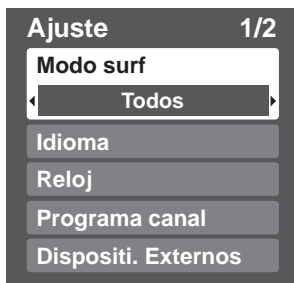 Ajuste 1/2
Modo surf
Todos
Idioma
Reloj
Programa canal
Dispositi. Externos